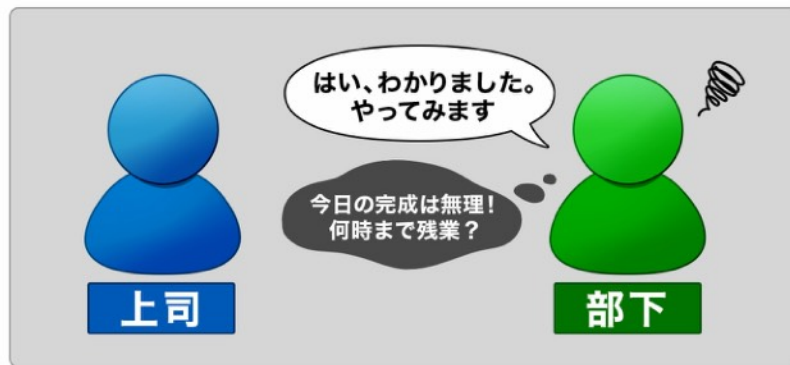 はい、わかりました。
やってみます
今日の完成は無理!
何時まで残業？
上司
部下